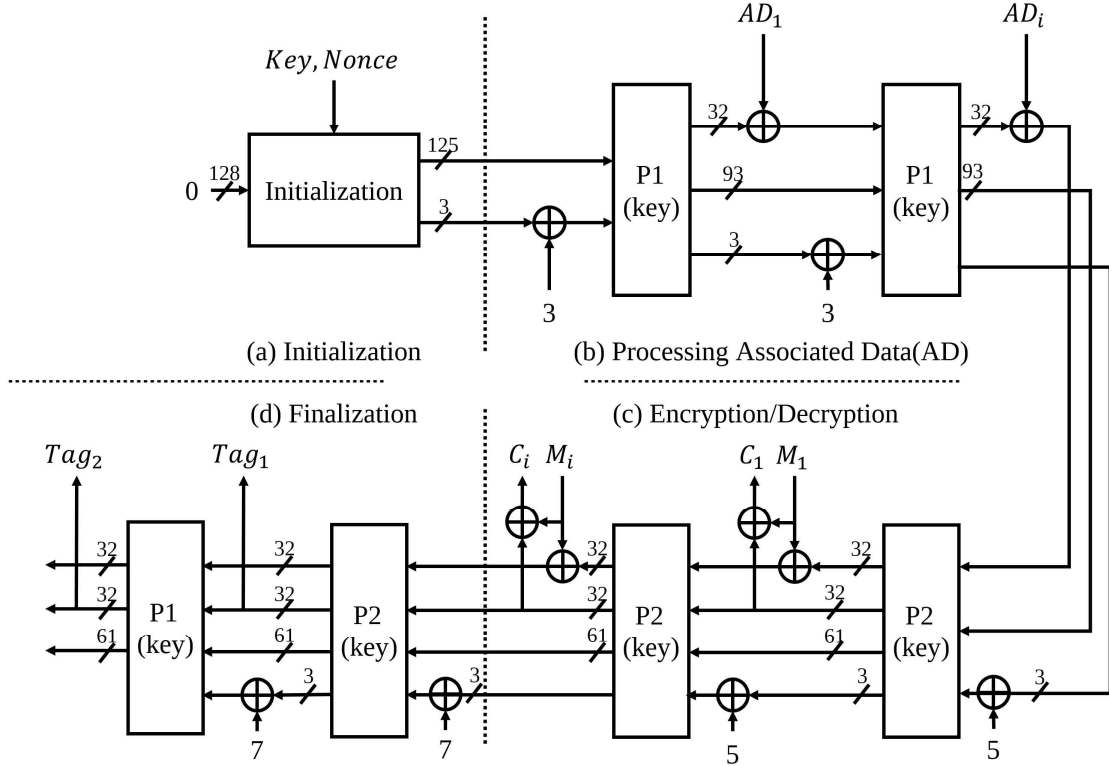 AD₁
AD_i
Key, Nonce
32
32
125
128
93
93
0
Initialization
P1
(key)
P1
(key)
3
3
3
3
(a) Initialization
(b) Processing Associated Data(AD)
(d) Finalization
(c) Encryption/Decryption
Tag₂
Tag₁
C_i
M_i
C₁
M₁
32
32
32
32
32
32
32
32
P1
(key)
P2
(key)
P2
(key)
P2
(key)
61
61
61
61
3
3
3
3
7
7
5
5